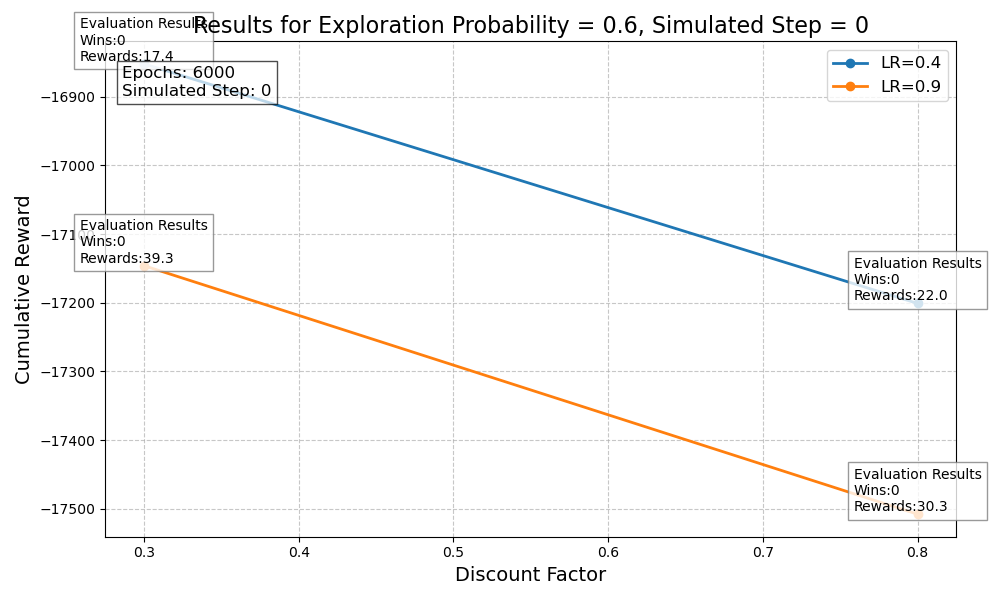 Results for Exploration Probability = 0.6, Simulated Step = 0
Evaluation Results
Wins:0
Rewards:17.4
Epochs: 6000
Simulated Step: 0
LR=0.4
LR=0.9
Evaluation Results
Wins:0
Rewards:39.3
Evaluation Results
Wins:0
Rewards:22.0
Evaluation Results
Wins:0
Rewards:30.3
Cumulative Reward
−16900
−17000
−17100
−17200
−17300
−17400
−17500
0.3
0.4
0.5
0.6
0.7
0.8
Discount Factor